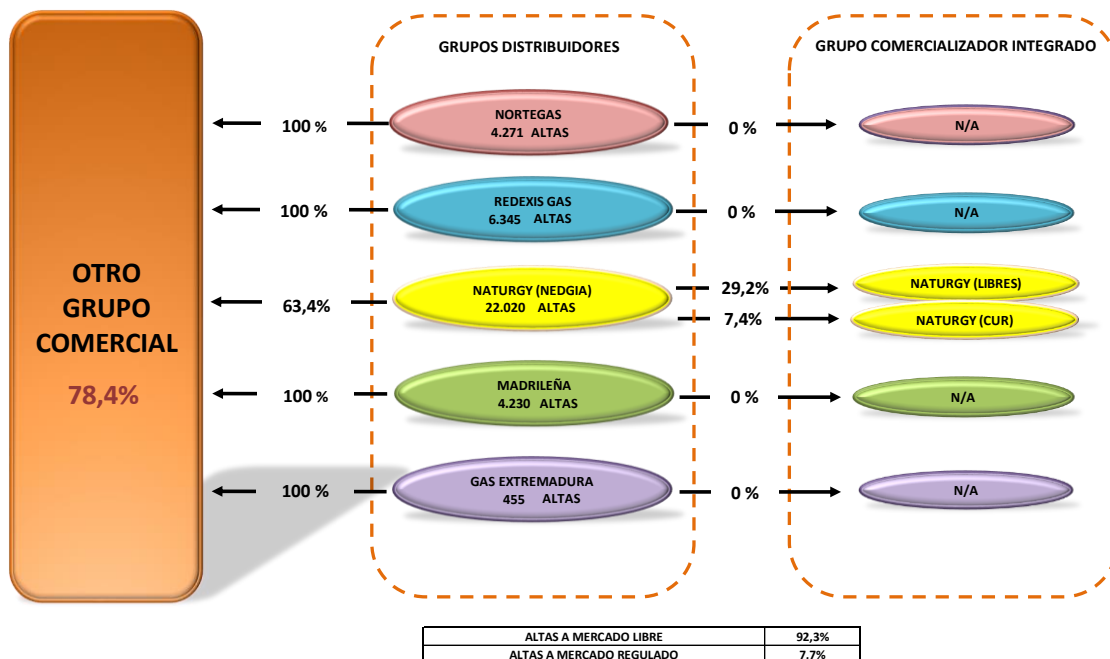 GRUPOS DISTRIBUIDORES
GRUPO COMERCIALIZADOR INTEGRADO
OTRO
GRUPO
COMERCIAL
78,4%
100 %
NORTEGAS
4.271 ALTAS
0 %
N/A
100 %
REDEXIS GAS
6.345 ALTAS
0 %
N/A
63,4%
NATURGY (NEDGIA)
22.020 ALTAS
29,2%
NATURGY (LIBRES)
7,4%
NATURGY (CUR)
100 %
MADRILEÑA
4.230 ALTAS
0 %
N/A
100 %
GAS EXTREMADURA
455 ALTAS
0 %
N/A
ALTAS A MERCADO LIBRE 92,3%
ALTAS A MERCADO REGULADO 7,7%